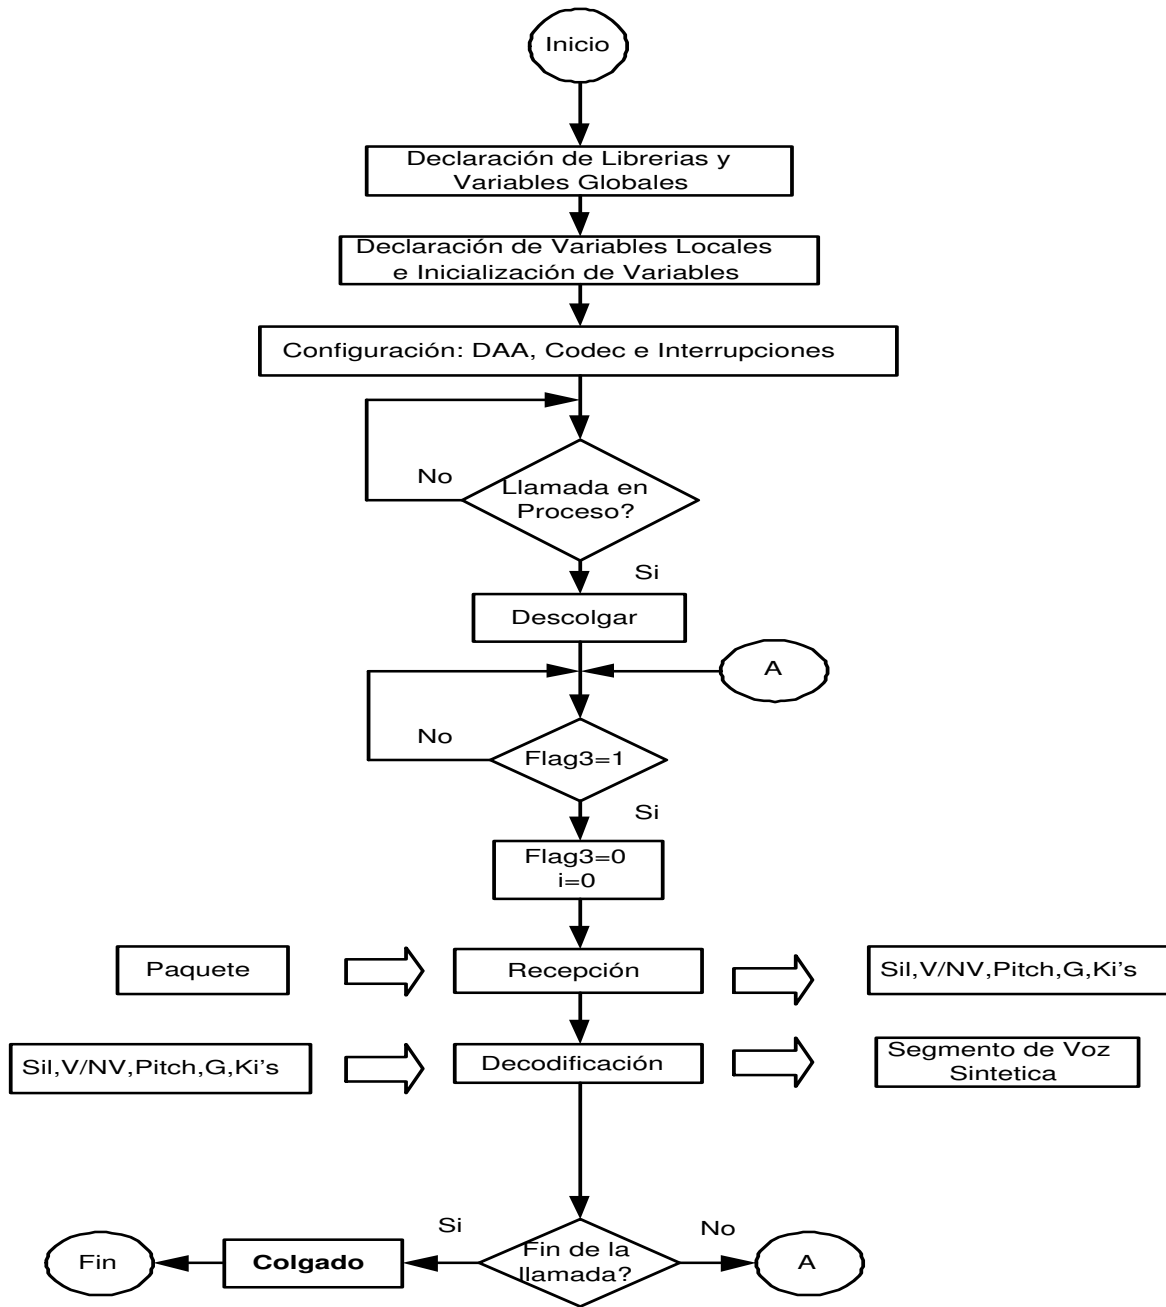 Inicio
Declaración de Librerias y
Variables Globales
Declaración de Variables Locales
e Inicialización de Variables
Configuración: DAA, Codec e Interrupciones
No
Llamada en
Proceso?
Si
Descolgar
A
No
Flag3=1
Si
Flag3=0
i=0
Paquete
Recepción
Sil,V/NV,Pitch,G,Ki's
Sil,V/NV,Pitch,G,Ki's
Decodificación
Segmento de Voz
Sintetica
Si
No
Fin
Colgado
Fin de la
llamada?
A